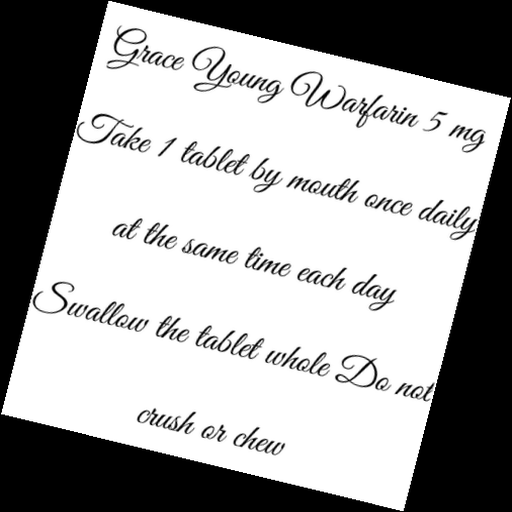 Grace Young Warfarin 5 mg
Take 1 tablet by mouth once daily
at the same time each day
Swallow the tablet whole Do not
crush or chew